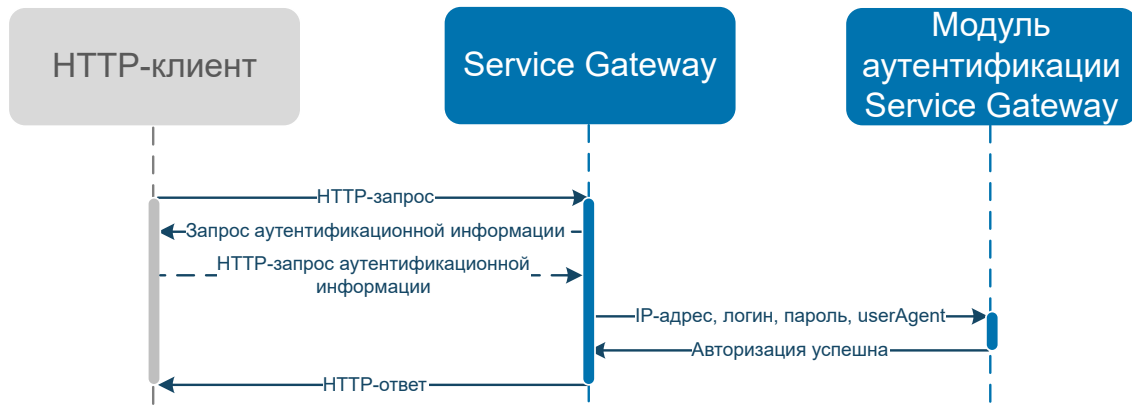 HTTP-клиент
Service Gateway
Модуль
аутентификации
Service Gateway
HTTP-запрос
Запрос аутентификационной информации
HTTP-запрос аутентификационной
информации
IP-адрес, логин, пароль, userAgent
Авторизация успешна
HTTP-ответ